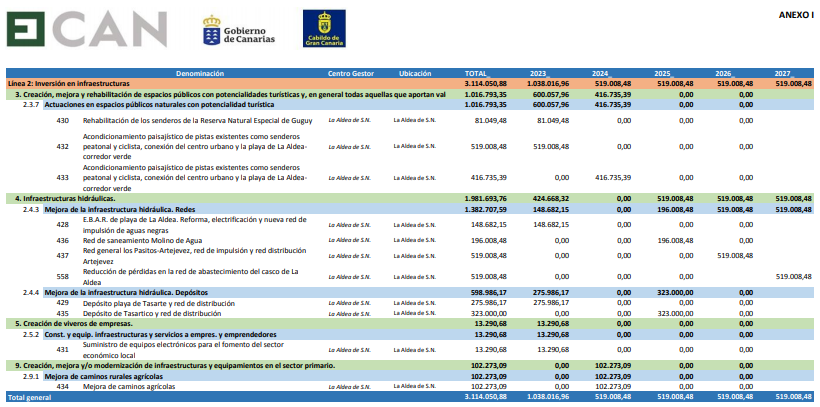 ECAN
Gobierno
de Canarias
Cabildo de
Gran Canaria
ANEXO I
Denominación Centro Gestor Ubicación TOTAL_ 2023_ 2024_ 2025_ 2026_ 2027_
Línea 2: Inversión en infraestructuras 3.114.050,88 1.038.016,96 519.008,48 519.008,48 519.008,48 519.008,48
3. Creación, mejora y rehabilitación de espacios públicos con potencialidades turísticas y, en general todas aquellas que aportan val 1.016.793,35 600.057,96 416.735,39 0,00 0,00 0,00
2.3.7 Actuaciones en espacios públicos naturales con potencialidad turística 1.016.793,35 600.057,96 416.735,39 0,00 0,00 0,00
430 Rehabilitación de los senderos de la Reserva Natural Especial de Guguy La Aldea de S.N. La Aldea de S.N. 81.049,48 81.049,48 0,00 0,00 0,00 0,00
Acondicionamiento paisajístico de pistas existentes como senderos
432 peatonal y ciclista, conexión del centro urbano y la playa de La Aldea- La Aldea de S.N. La Aldea de S.N. 519.008,48 519.008,48 0,00 0,00 0,00 0,00
corredor verde
Acondicionamiento paisajístico de pistas existentes como senderos
433 peatonal y ciclista, conexión del centro urbano y la playa de La Aldea- La Aldea de S.N. La Aldea de S.N. 416.735,39 0,00 416.735,39 0,00 0,00 0,00
corredor verde
4. Infraestructuras hidráulicas. 1.981.693,76 424.668,32 0,00 519.008,48 519.008,48 519.008,48
2.4.3 Mejora de la infraestructura hidráulica. Redes 1.382.707,59 148.682,15 0,00 196.008,48 519.008,48 519.008,48
428 E.B.A.R. de playa de La Aldea. Reforma, electrificación y nueva red de La Aldea de S.N. La Aldea de S.N. 148.682,15 148.682,15 0,00 0,00 0,00 0,00
impulsión de aguas negras
436 Red de saneamiento Molino de Agua La Aldea de S.N. La Aldea de S.N. 196.008,48 0,00 0,00 196.008,48 0,00 0,00
437 Red general los Pasitos-Artejevez, red de impulsión y red distribución La Aldea de S.N. La Aldea de S.N. 519.008,48 0,00 0,00 0,00 519.008,48 0,00
Artejevez
558 Reducción de pérdidas en la red de abastecimiento del casco de La La Aldea de S.N. La Aldea de S.N. 519.008,48 0,00 0,00 0,00 0,00 519.008,48
Aldea
2.4.4 Mejora de la infraestructura hidráulica. Depósitos 598.986,17 275.986,17 0,00 323.000,00 0,00 0,00
429 Depósito playa de Tasarte y red de distribución La Aldea de S.N. La Aldea de S.N. 275.986,17 275.986,17 0,00 0,00 0,00 0,00
435 Depósito de Tasartico y red de distribución La Aldea de S.N. La Aldea de S.N. 323.000,00 0,00 0,00 323.000,00 0,00 0,00
5. Creación de viveros de empresas. 13.290,68 13.290,68 0,00 0,00 0,00 0,00
2.5.2 Const. y equip. infraestructuras y servicios a empres. y emprendedores 13.290,68 13.290,68 0,00 0,00 0,00 0,00
431 Suministro de equipos electrónicos para el fomento del sector La Aldea de S.N. La Aldea de S.N. 13.290,68 13.290,68 0,00 0,00 0,00 0,00
económico local
9. Creación, mejora y/o modernización de infraestructuras y equipamientos en el sector primario. 102.273,09 0,00 102.273,09 0,00 0,00 0,00
2.9.1 Mejora de caminos rurales agrícolas 102.273,09 0,00 102.273,09 0,00 0,00 0,00
434 Mejora de caminos agrícolas La Aldea de S.N. La Aldea de S.N. 102.273,09 0,00 102.273,09 0,00 0,00 0,00
Total general 3.114.050,88 1.038.016,96 519.008,48 519.008,48 519.008,48 519.008,48